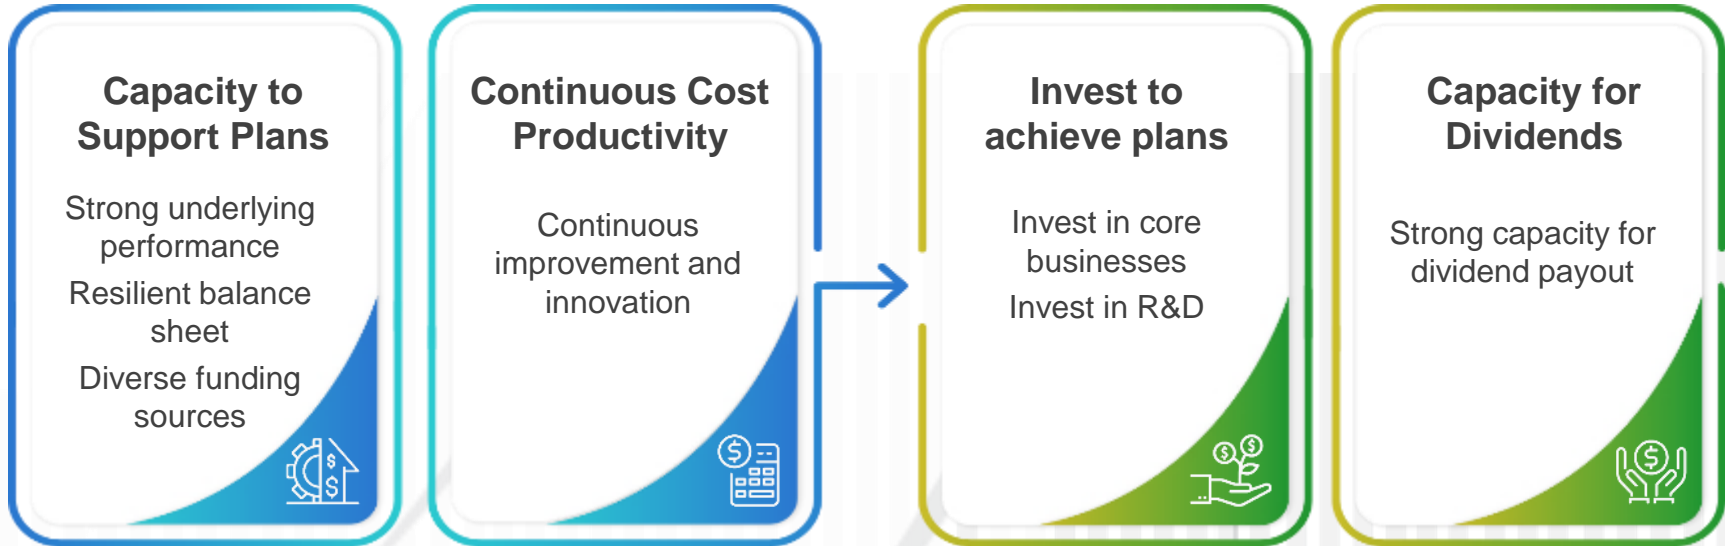 Capacity to
Support Plans
Strong underlying
performance
Resilient balance
sheet
Diverse funding
sources
$
$
Continuous Cost
Productivity
Continuous
improvement and
innovation
$
Invest to
achieve plans
Invest in core
businesses
Invest in R&D
$ $
Capacity for
Dividends
Strong capacity for
dividend payout
$